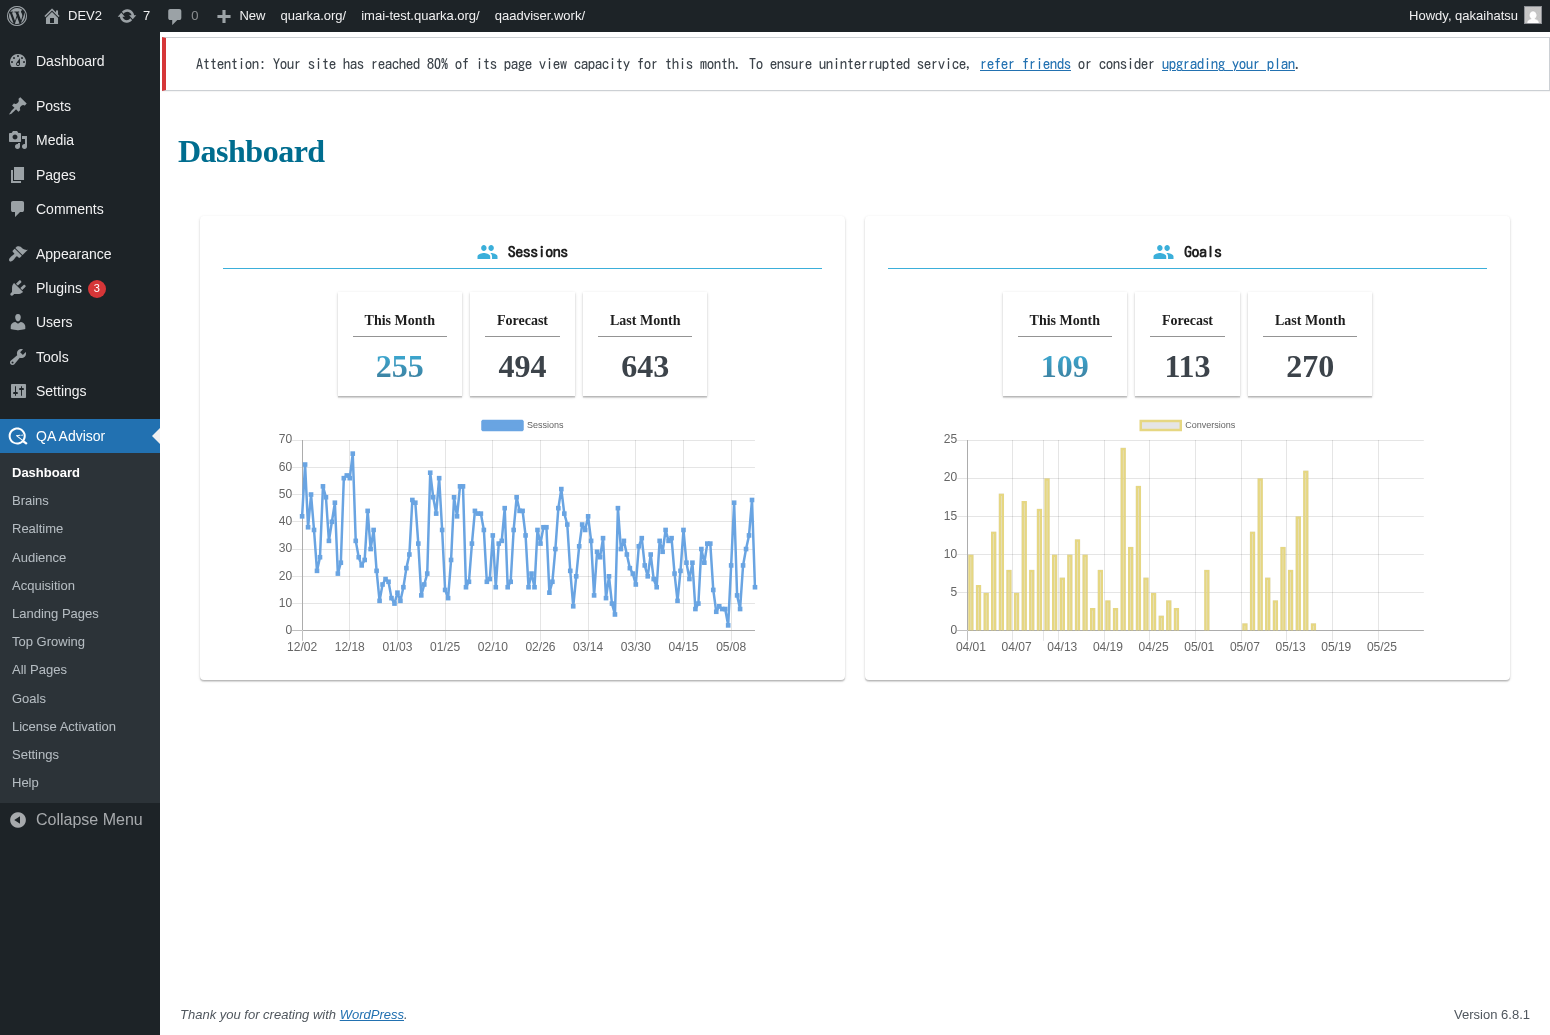 DEV2 7 0 New quarka.org/ imai-test.quarka.org/ qaadviser.work/ Howdy, qakaihatsu
Dashboard
Posts
Media
Pages
Comments
Appearance
Plugins 3
Users
Tools
Settings
QA Advisor
Dashboard
Brains
Realtime
Audience
Acquisition
Landing Pages
Top Growing
All Pages
Goals
License Activation
Settings
Help
Collapse Menu
Attention: Your site has reached 80% of its page view capacity for this month. To ensure uninterrupted service, refer friends or consider upgrading your plan.
Dashboard
Sessions
This Month Forecast Last Month
255 494 643
Sessions
70
60
50
40
30
20
10
0
12/02 12/18 01/03 01/25 02/10 02/26 03/14 03/30 04/15 05/08
Goals
This Month Forecast Last Month
109 113 270
Conversions
25
20
15
10
5
0
04/01 04/07 04/13 04/19 04/25 05/01 05/07 05/13 05/19 05/25
Thank you for creating with WordPress. Version 6.8.1